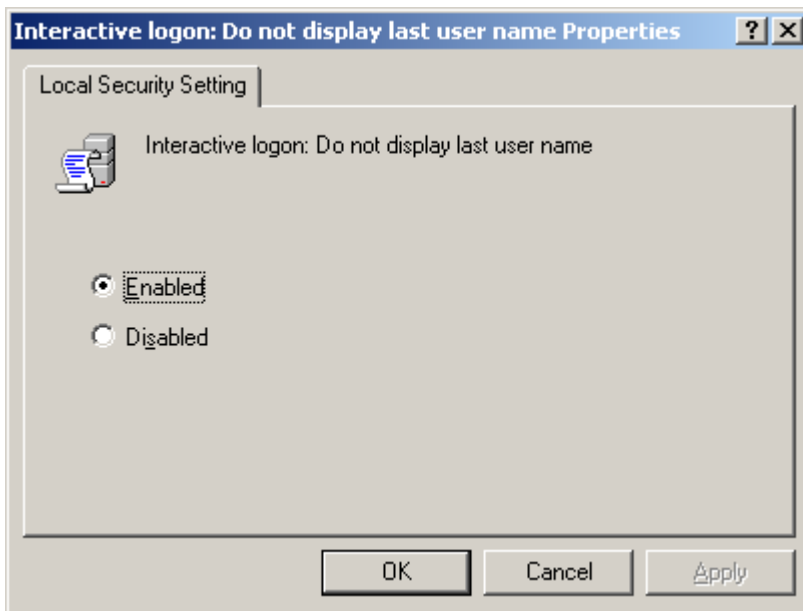 Interactive logon: Do not display last user name Properties
Local Security Setting
Interactive logon: Do not display last user name
Enabled
Disabled
OK
Cancel
Apply